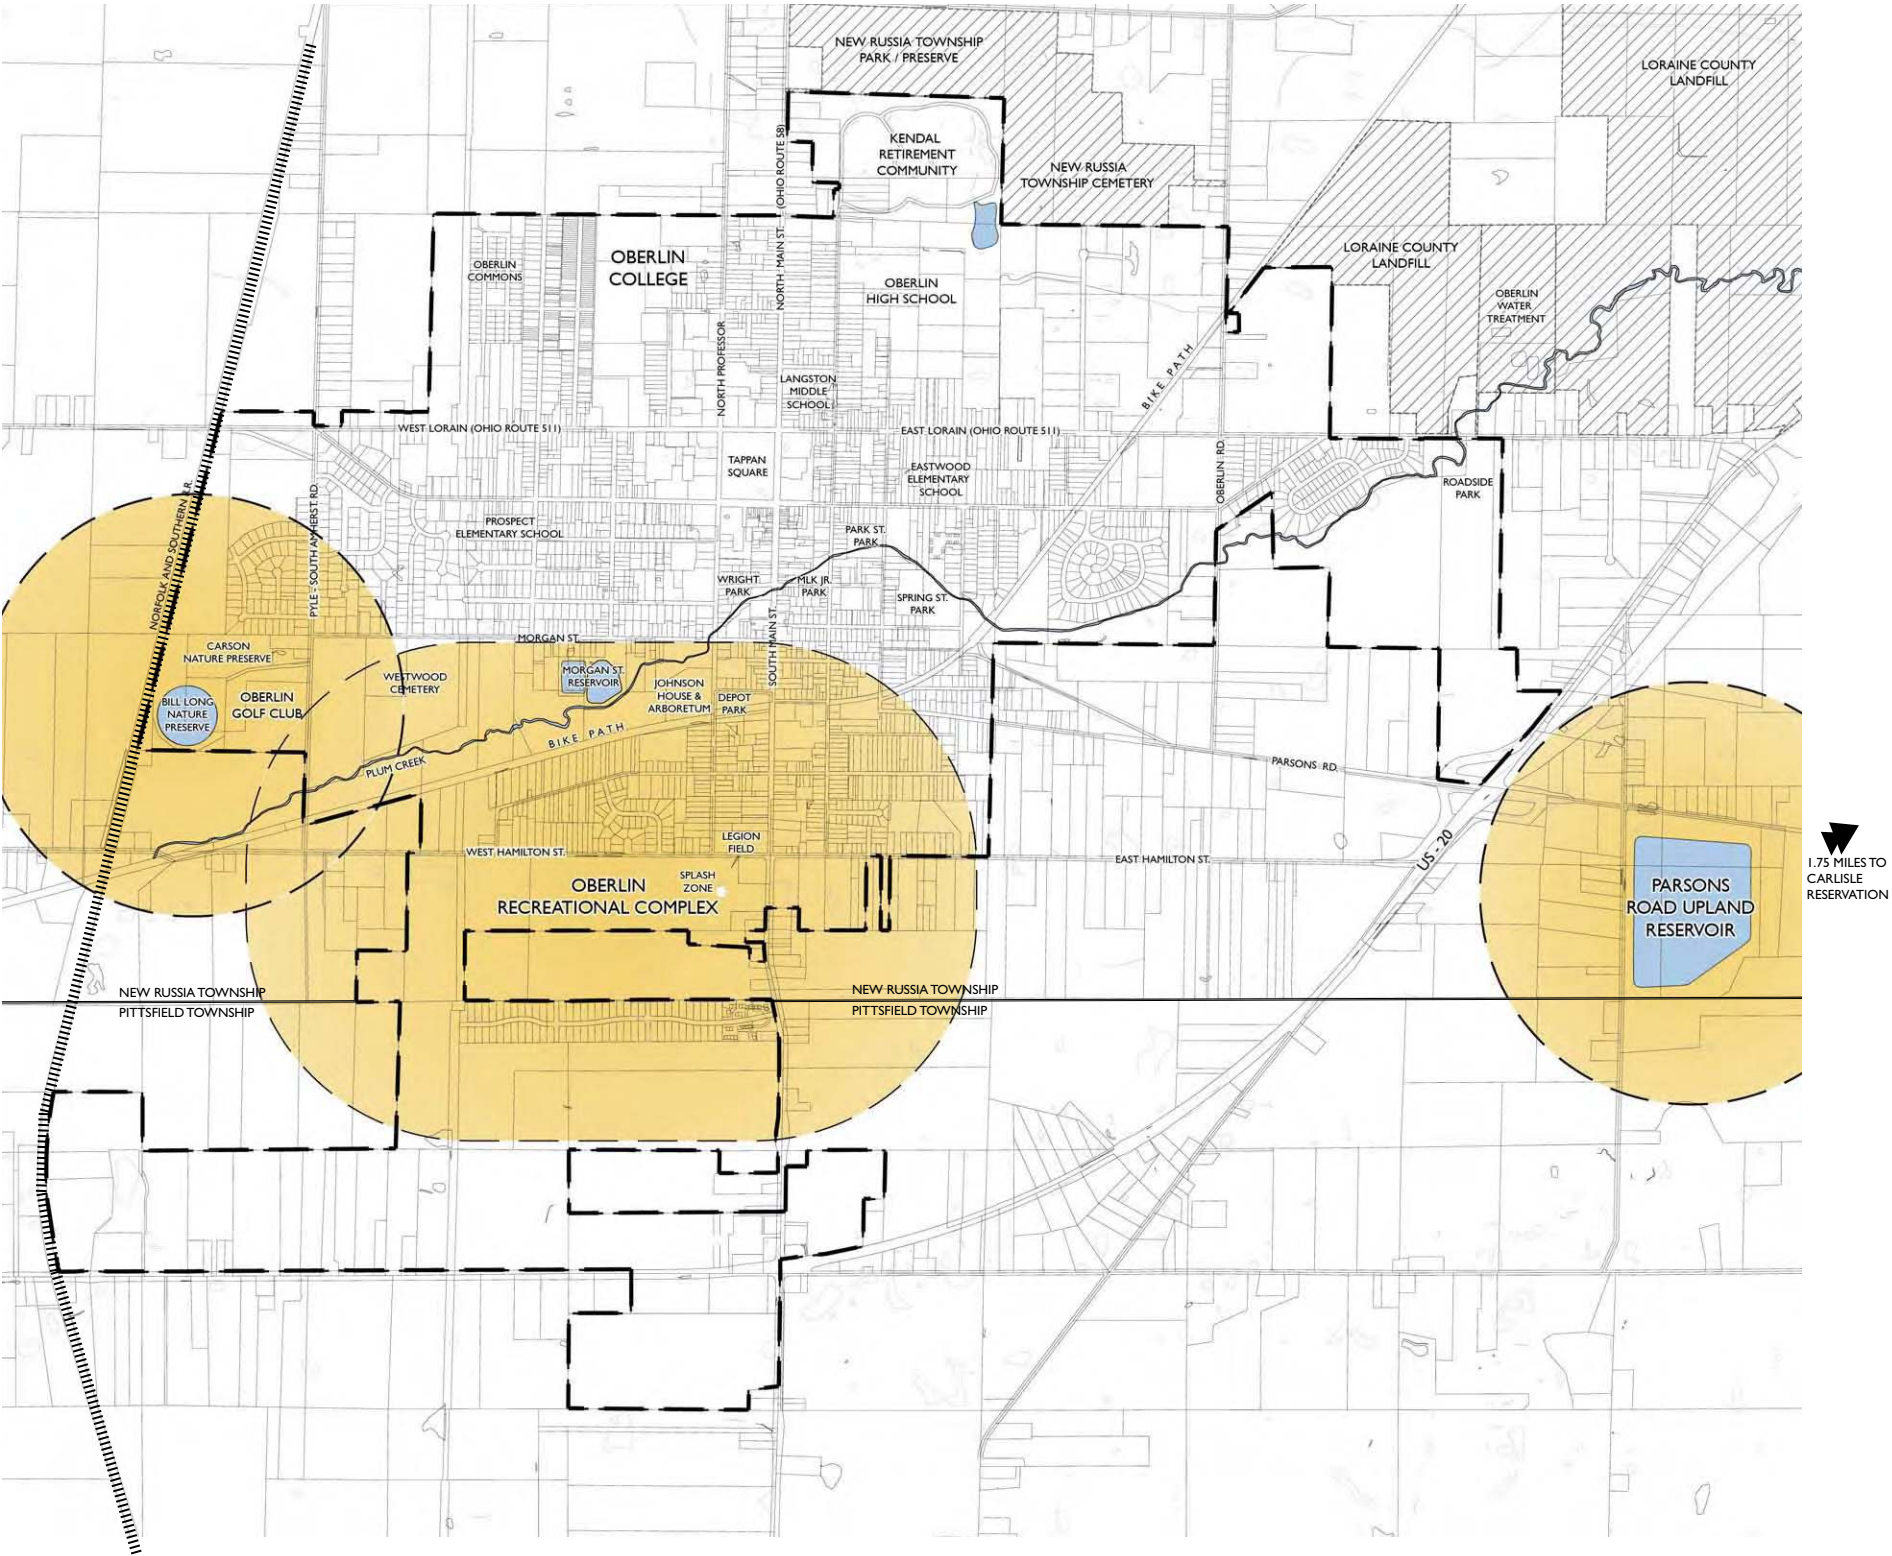 NEW RUSSIA TOWNSHIP
PARK / PRESERVE
LORAINE COUNTY
LANDFILL
KENDAL
RETIREMENT
COMMUNITY
NEW RUSSIA
TOWNSHIP CEMETERY
NORTH MAIN ST. (OHIO ROUTE 58)
OBERLIN
COMMONS
OBERLIN
COLLEGE
OBERLIN
HIGH SCHOOL
LORAINE COUNTY
LANDFILL
OBERLIN
WATER
TREATMENT
NORTH PROFESSOR
LANGSTON
MIDDLE
SCHOOL
BIKE PATH
WEST LORAIN (OHIO ROUTE 511)
EAST LORAIN (OHIO ROUTE 511)
TAPPAN
SQUARE
EASTWOOD
ELEMENTARY
SCHOOL
OBERLIN RD.
ROADSIDE
PARK
NORFOLK AND SOUTHERN R.R.
PYLE - SOUTH AMHERST RD.
PROSPECT
ELEMENTARY SCHOOL
PARK ST.
PARK
WRIGHT
PARK
MLK JR.
PARK
SPRING ST.
PARK
MORGAN ST.
SOUTH MAIN ST.
CARSON
NATURE PRESERVE
WESTWOOD
CEMETERY
MORGAN ST.
RESERVOIR
JOHNSON
HOUSE &
ARBORETUM
DEPOT
PARK
BILL LONG
NATURE
PRESERVE
OBERLIN
GOLF CLUB
BIKE PATH
PLUM CREEK
PARSONS RD.
LEGION
FIELD
WEST HAMILTON ST.
EAST HAMILTON ST.
US - 20
SPLASH
ZONE
OBERLIN
RECREATIONAL COMPLEX
PARSONS
ROAD UPLAND
RESERVOIR
1.75 MILES TO
CARLISLE
RESERVATION
NEW RUSSIA TOWNSHIP
PITTSFIELD TOWNSHIP
NEW RUSSIA TOWNSHIP
PITTSFIELD TOWNSHIP